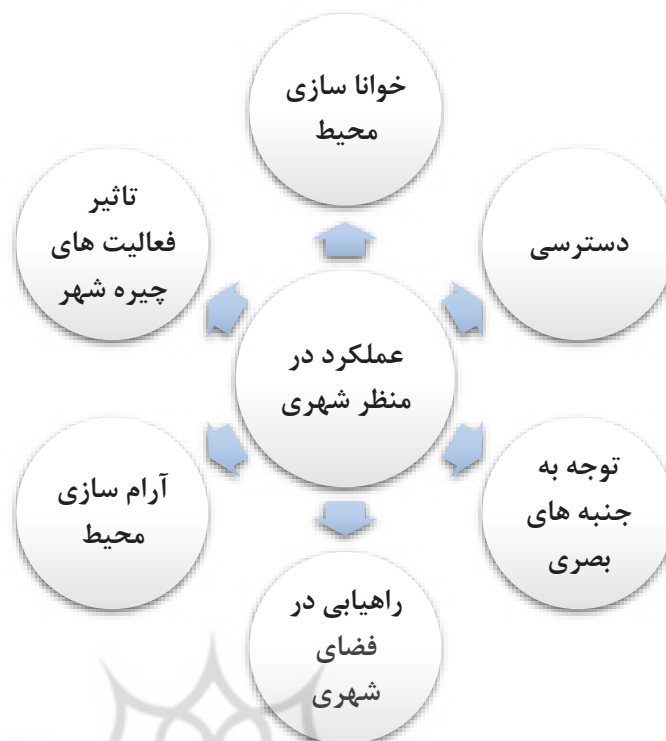 خوانا سازی
محیط
دسترسی
توجه به
جنبه های
بصری
راهیابی در
فضای
شهری
آرام سازی
محیط
تاثیر
فعالیت های
چیره شهر
عملکرد در
منظر شهری